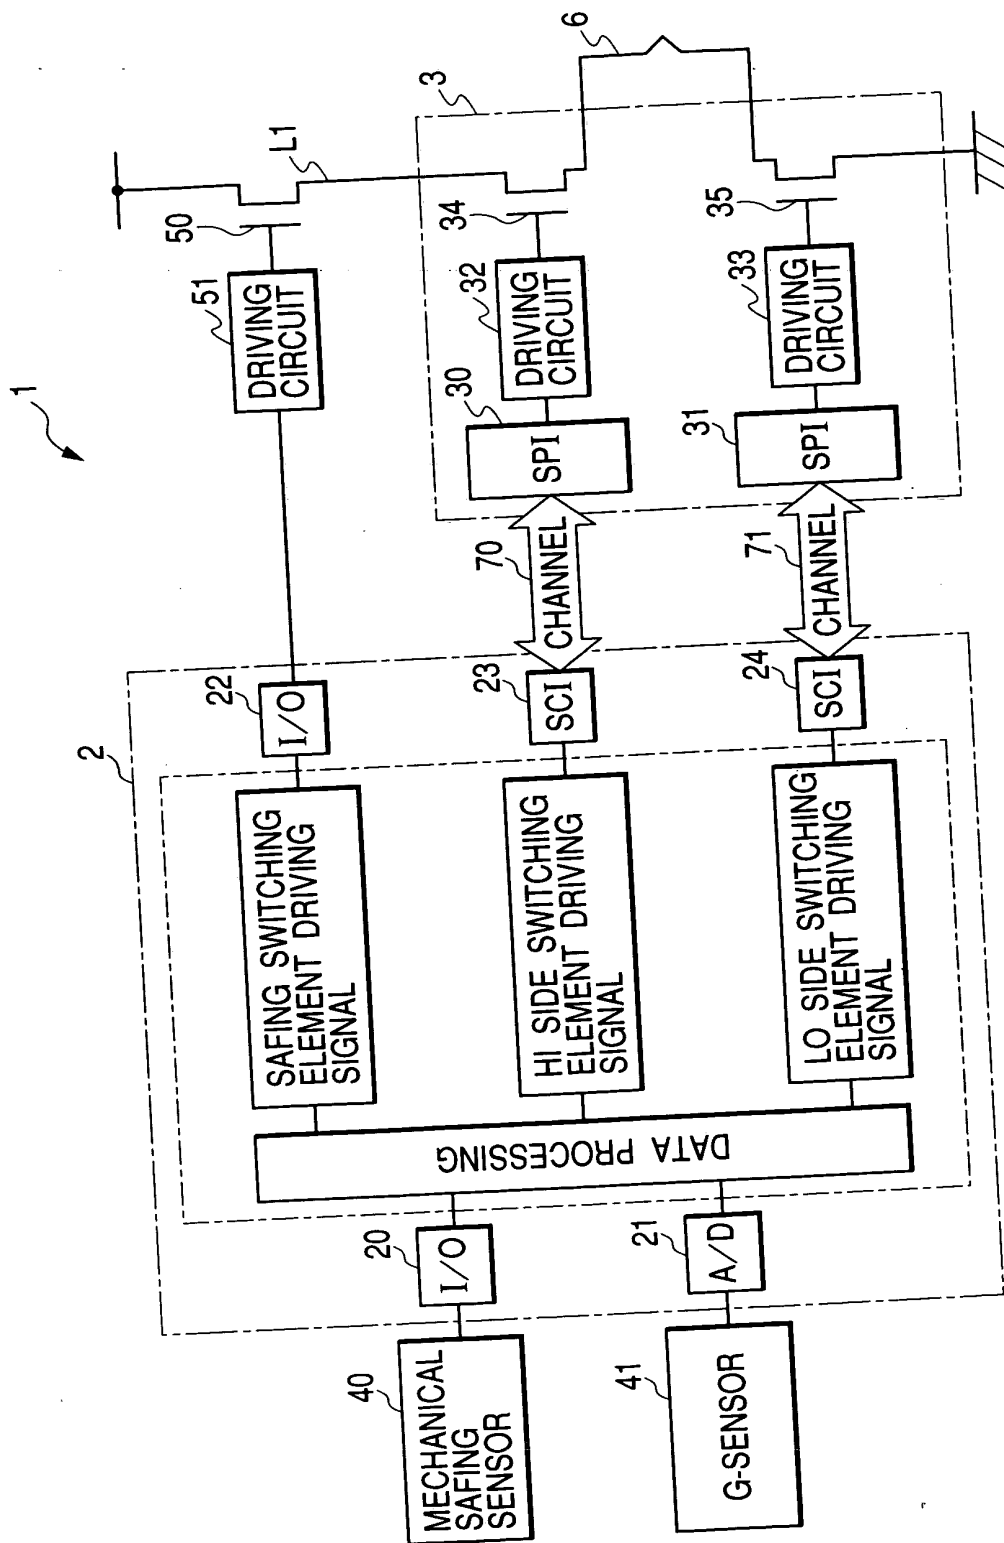 1
2
40
MECHANICAL
SAFING
SENSOR
20
I/O
41
G-SENSOR
21
A/D
DATA PROCESSING
SAFING SWITCHING
ELEMENT DRIVING
SIGNAL
22
I/O
51
DRIVING
CIRCUIT
50
L1
HI SIDE SWITCHING
ELEMENT DRIVING
SIGNAL
23
SCI
70
CHANNEL
3
30
SPI
32
DRIVING
CIRCUIT
34
6
LO SIDE SWITCHING
ELEMENT DRIVING
SIGNAL
24
SCI
71
CHANNEL
31
SPI
33
DRIVING
CIRCUIT
35